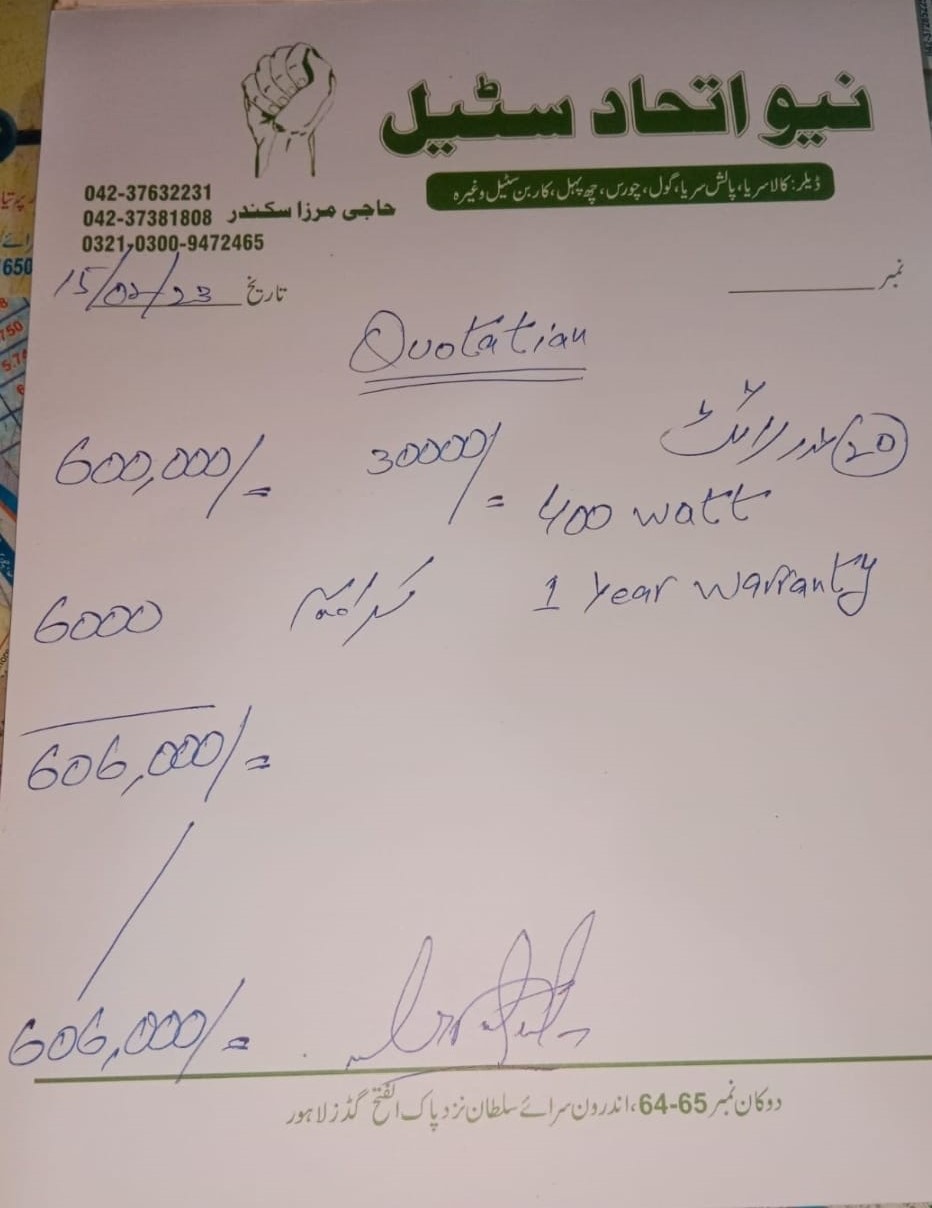 نیو اتحاد سٹیل
ڈیلر: کالا سریا، پالش سریا، گول، چورس، چھ پہل، کاربن سٹیل وغیرہ
042-37632231
042-37381808 حاجی مرزا سکندر
0321,0300-9472465
تاریخ 15/02/23
نمبر
Quotation
20 عدد لائٹ 30000/= 600,000/=
400 watt
1 Year Warranty
کرایہ 6000
606,000/=
606,000/=
دوکان نمبر 65-64، اندرون سرائے سلطان نزد پاک الفتح گڈز لاہور